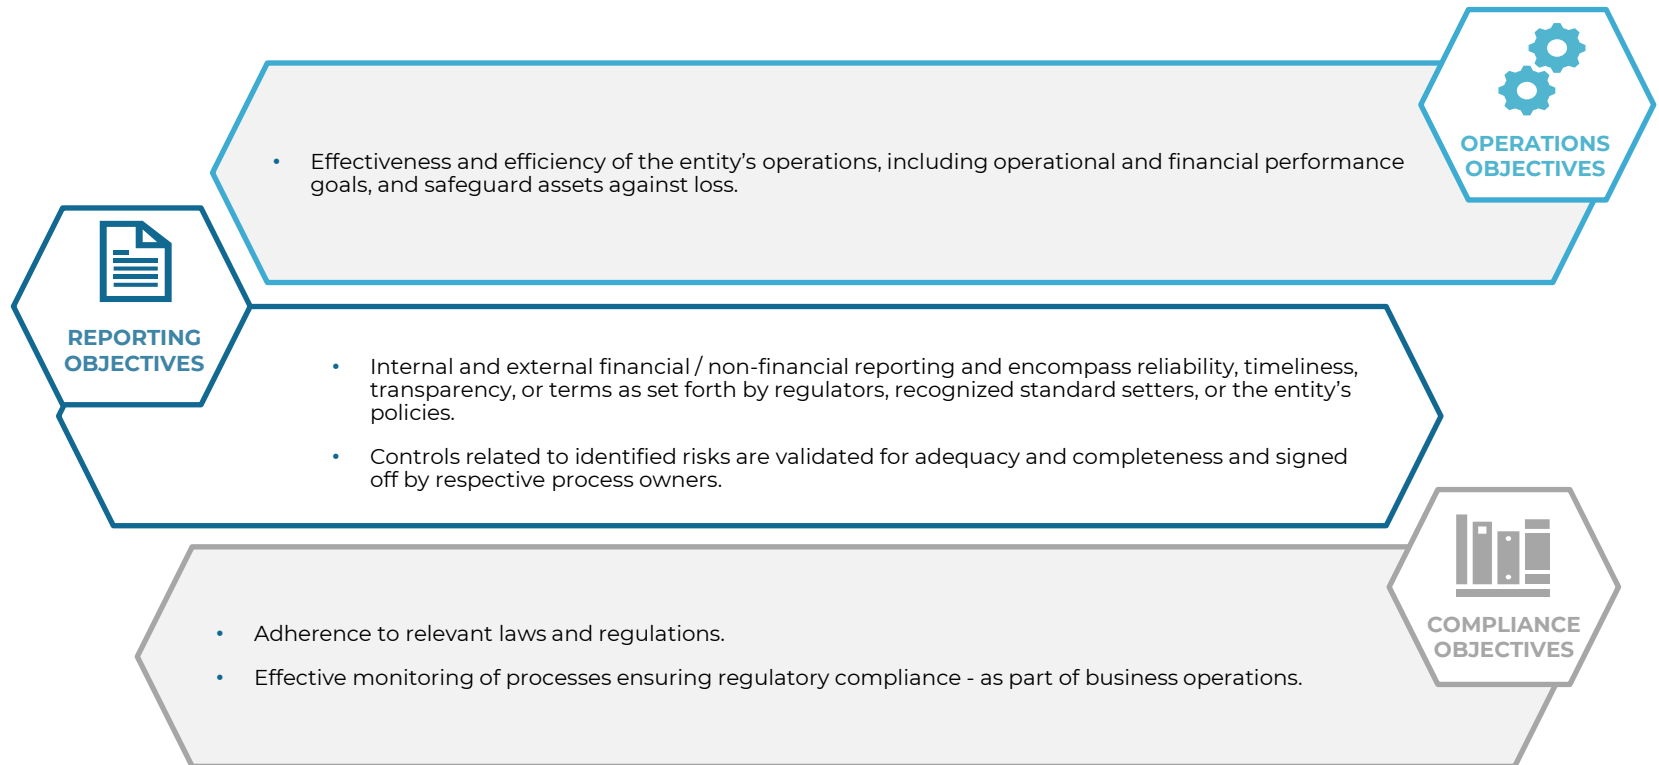 OPERATIONS
OBJECTIVES
• Effectiveness and efficiency of the entity’s operations, including operational and financial performance
goals, and safeguard assets against loss.
REPORTING
OBJECTIVES
• Internal and external financial / non-financial reporting and encompass reliability, timeliness,
transparency, or terms as set forth by regulators, recognized standard setters, or the entity’s
policies.
• Controls related to identified risks are validated for adequacy and completeness and signed
off by respective process owners.
COMPLIANCE
OBJECTIVES
• Adherence to relevant laws and regulations.
• Effective monitoring of processes ensuring regulatory compliance - as part of business operations.